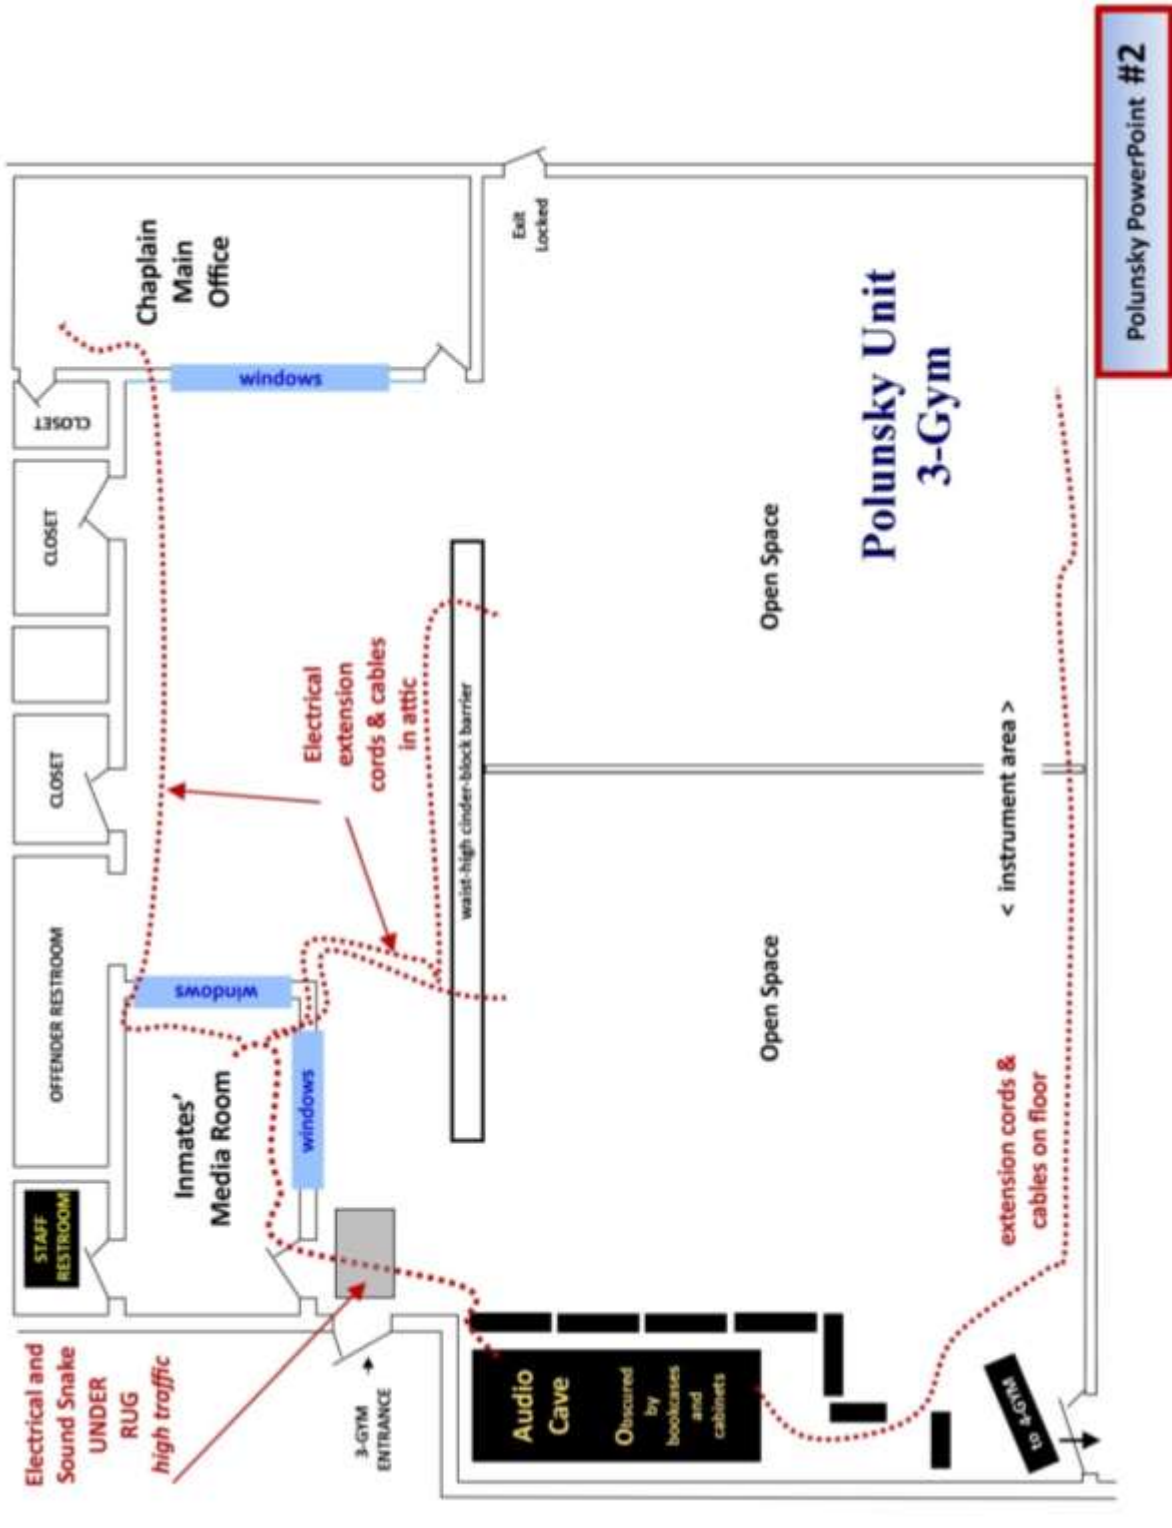 Polunsky PowerPoint #2
Electrical and
Sound Snake
UNDER
RUG
high traffic
STAFF
RESTROOM
OFFENDER RESTROOM
CLOSET
CLOSET
CLOSET
Inmates'
Media Room
windows
windows
windows
Chaplain
Main
Office
Electrical
extension
cords & cables
in attic
3-GYM
ENTRANCE
waist-high cinder-block barrier
Exit
Locked
Audio
Cave
Obscured
by
bookcases
and
cabinets
Open Space
Open Space
Polunsky Unit
3-Gym
< instrument area >
extension cords &
cables on floor
to 4-GYM